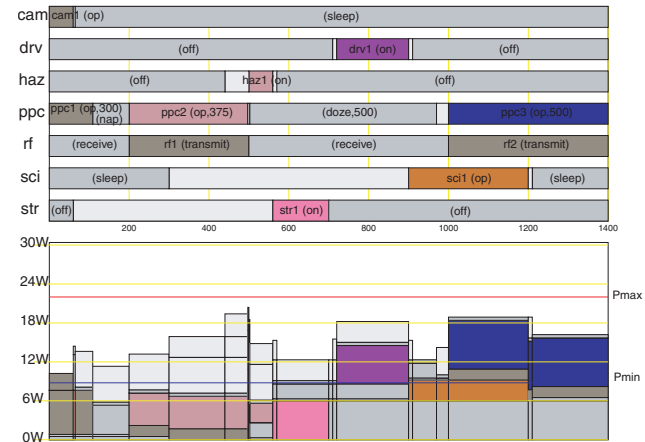 cam cam1 (op) (sleep)
drv (off) drv1 (on) (off)
haz (off) haz1 (on) (off)
ppc ppc1 (op,300) (nap) ppc2 (op,375) (doze,500) ppc3 (op,500)
rf (receive) rf1 (transmit) (receive) rf2 (transmit)
sci (sleep) sci1 (op) (sleep)
str (off) str1 (on) (off)
200 400 600 800 1000 1200 1400
30W
24W
Pmax
18W
12W
Pmin
6W
0W